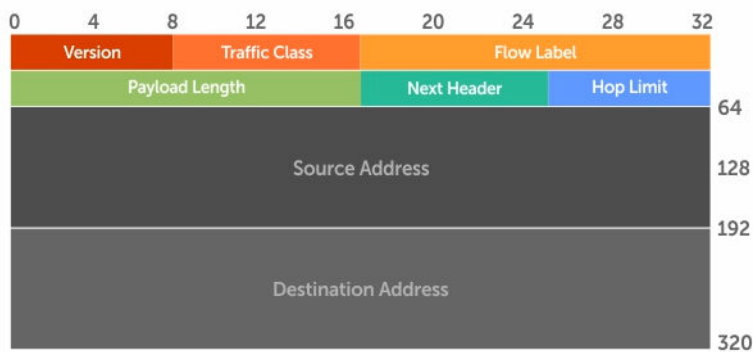 0 4 8 12 16 20 24 28 32
Version Traffic Class Flow Label
Payload Length Next Header Hop Limit
64
Source Address 128
192
Destination Address
320